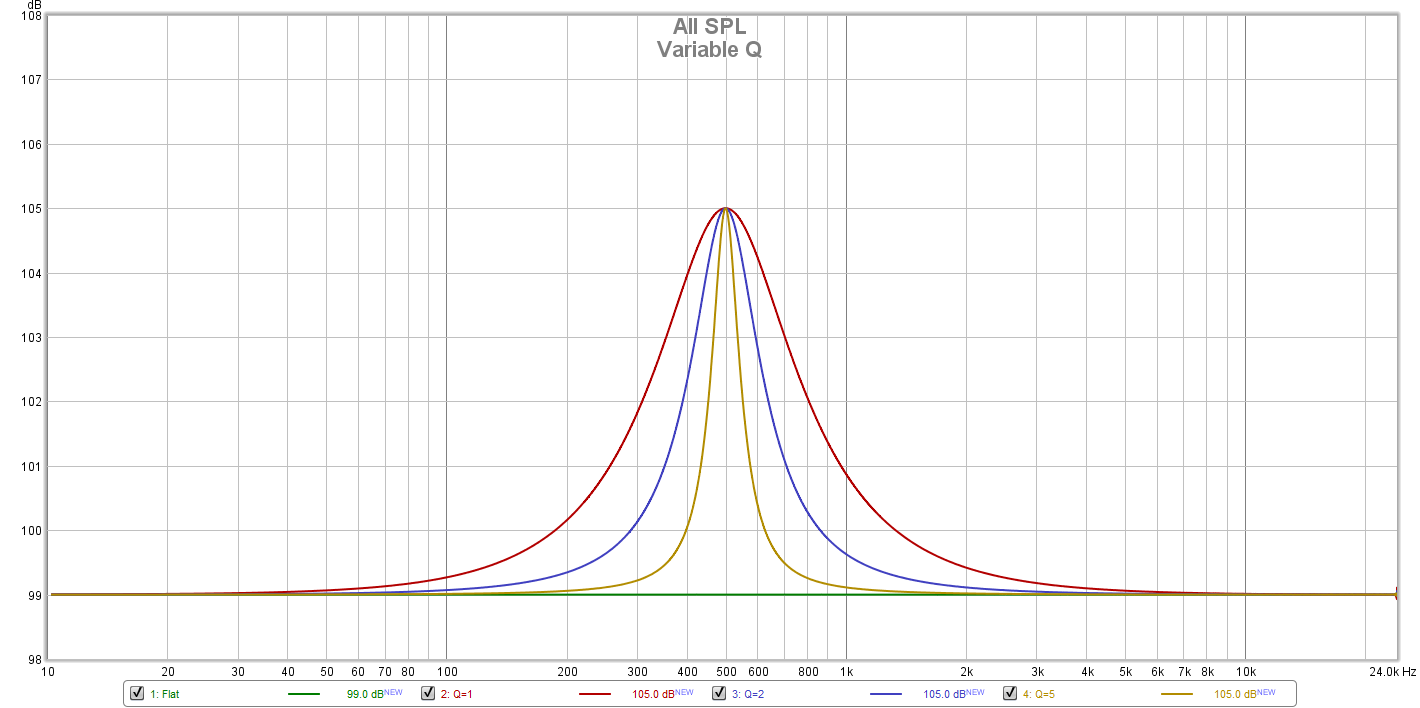 dB
All SPL
Variable Q
108
107
106
105
104
103
102
101
100
99
98
10 20 30 40 50 60 70 80 100 200 300 400 500 600 800 1k 2k 3k 4k 5k 6k 7k 8k 10k 24.0k Hz
1: Flat 99.0 dB NEW 2: Q=1 105.0 dB NEW 3: Q=2 105.0 dB NEW 4: Q=5 105.0 dB NEW